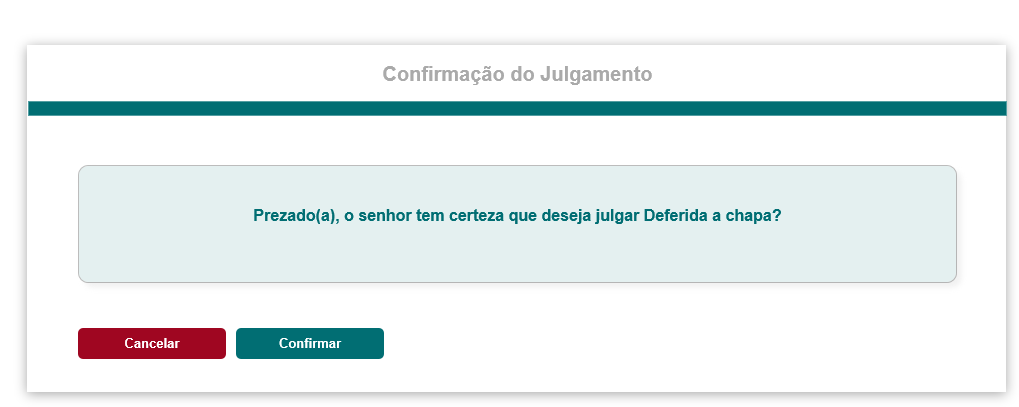 Confirmação do Julgamento
Prezado(a), o senhor tem certeza que deseja julgar Deferida a chapa?
Cancelar
Confirmar